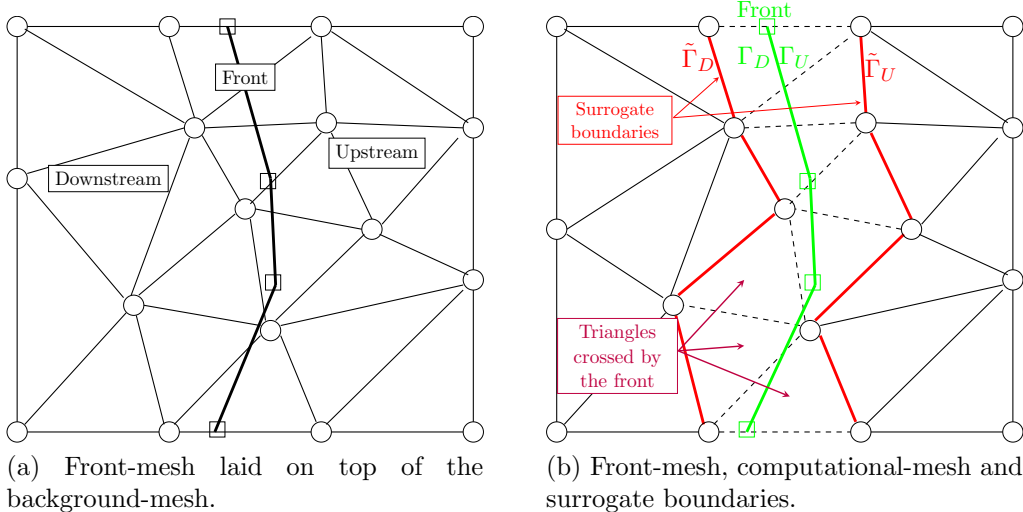 Front
Upstream
Downstream
(a) Front-mesh laid on top of the
background-mesh.
Front
Γ̃_D
Γ_D
Γ_U
Γ̃_U
Surrogate
boundaries
Triangles
crossed by
the front
(b) Front-mesh, computational-mesh and
surrogate boundaries.